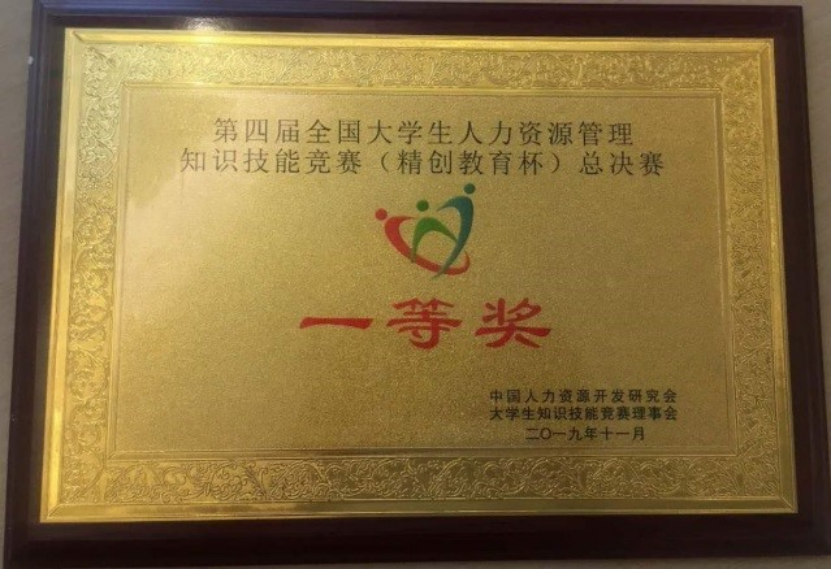 第四届全国大学生人力资源管理
知识技能竞赛（精创教育杯）总决赛
一等奖
中国人力资源开发研究会
大学生知识技能竞赛理事会
二〇一九年十一月